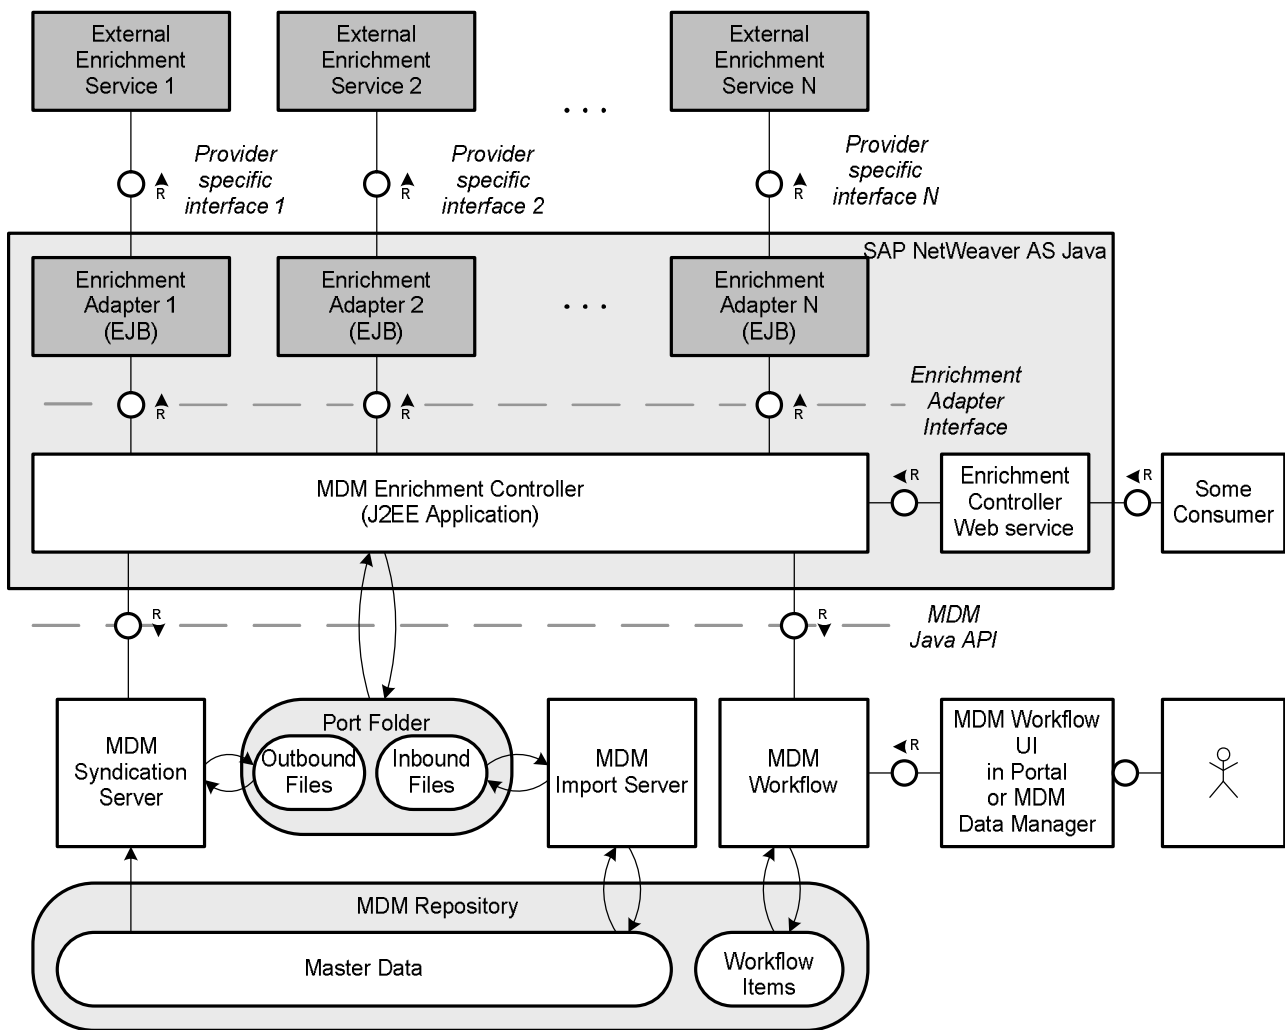 External
Enrichment
Service 1
External
Enrichment
Service 2
. . .
External
Enrichment
Service N
R
Provider
specific
interface 1
R
Provider
specific
interface 2
R
Provider
specific
interface N
SAP NetWeaver AS Java
Enrichment
Adapter 1
(EJB)
Enrichment
Adapter 2
(EJB)
. . .
Enrichment
Adapter N
(EJB)
R
R
R
Enrichment
Adapter
Interface
MDM Enrichment Controller
(J2EE Application)
R
Enrichment
Controller
Web service
R
Some
Consumer
R
R
MDM
Java API
MDM
Syndication
Server
Port Folder
Outbound
Files
Inbound
Files
MDM
Import Server
MDM
Workflow
R
MDM Workflow
UI
in Portal
or MDM
Data Manager
MDM Repository
Master Data
Workflow
Items